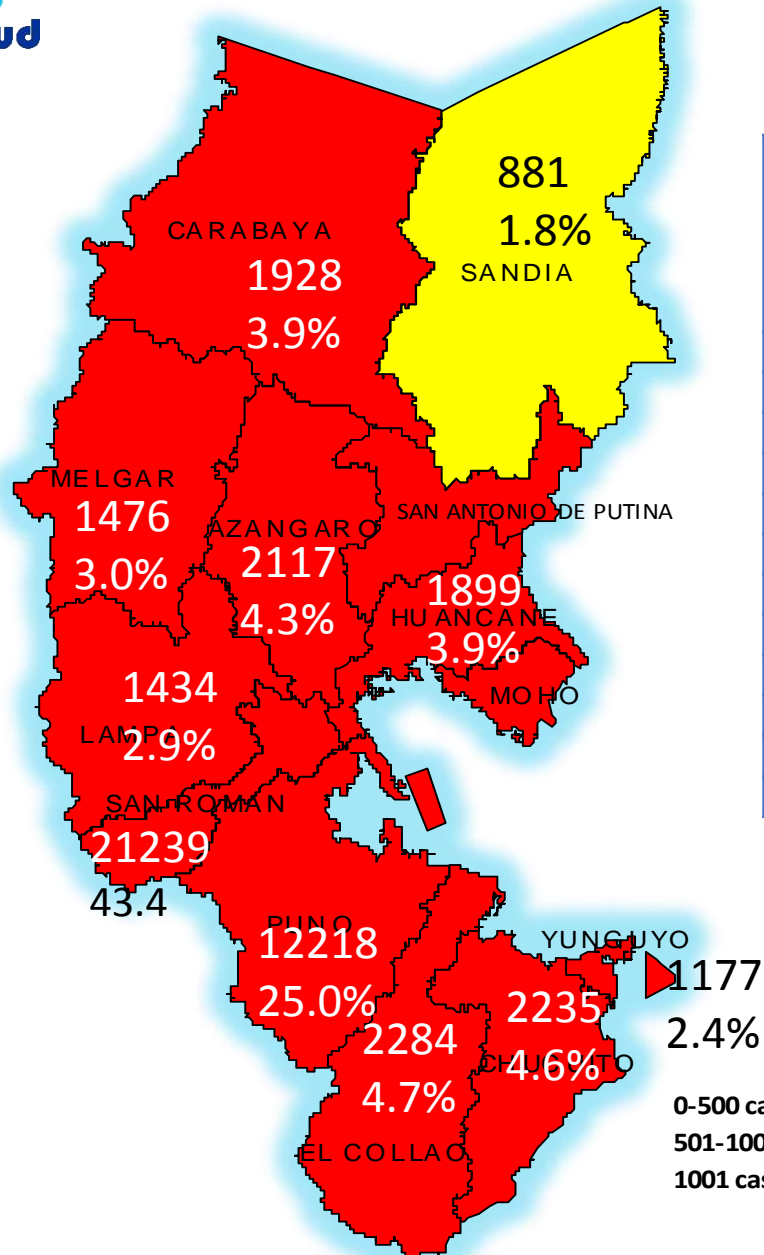 ud
881
1.8%
SANDIA
CARABAYA
1928
3.9%
MELGAR
1476
3.0%
AZANGARO
2117
4.3%
SAN ANTONIO DE PUTINA
1899
HUANCANE
3.9%
MOHO
1434
LAMPA
2.9%
SAN ROMAN
21239
43.4
PUNO
12218
25.0%
YUNGUYO
1177
2.4%
2235
CHUCUITO
4.6%
2284
4.7%
EL COLLAO
0-500 ca
501-100
1001 cas